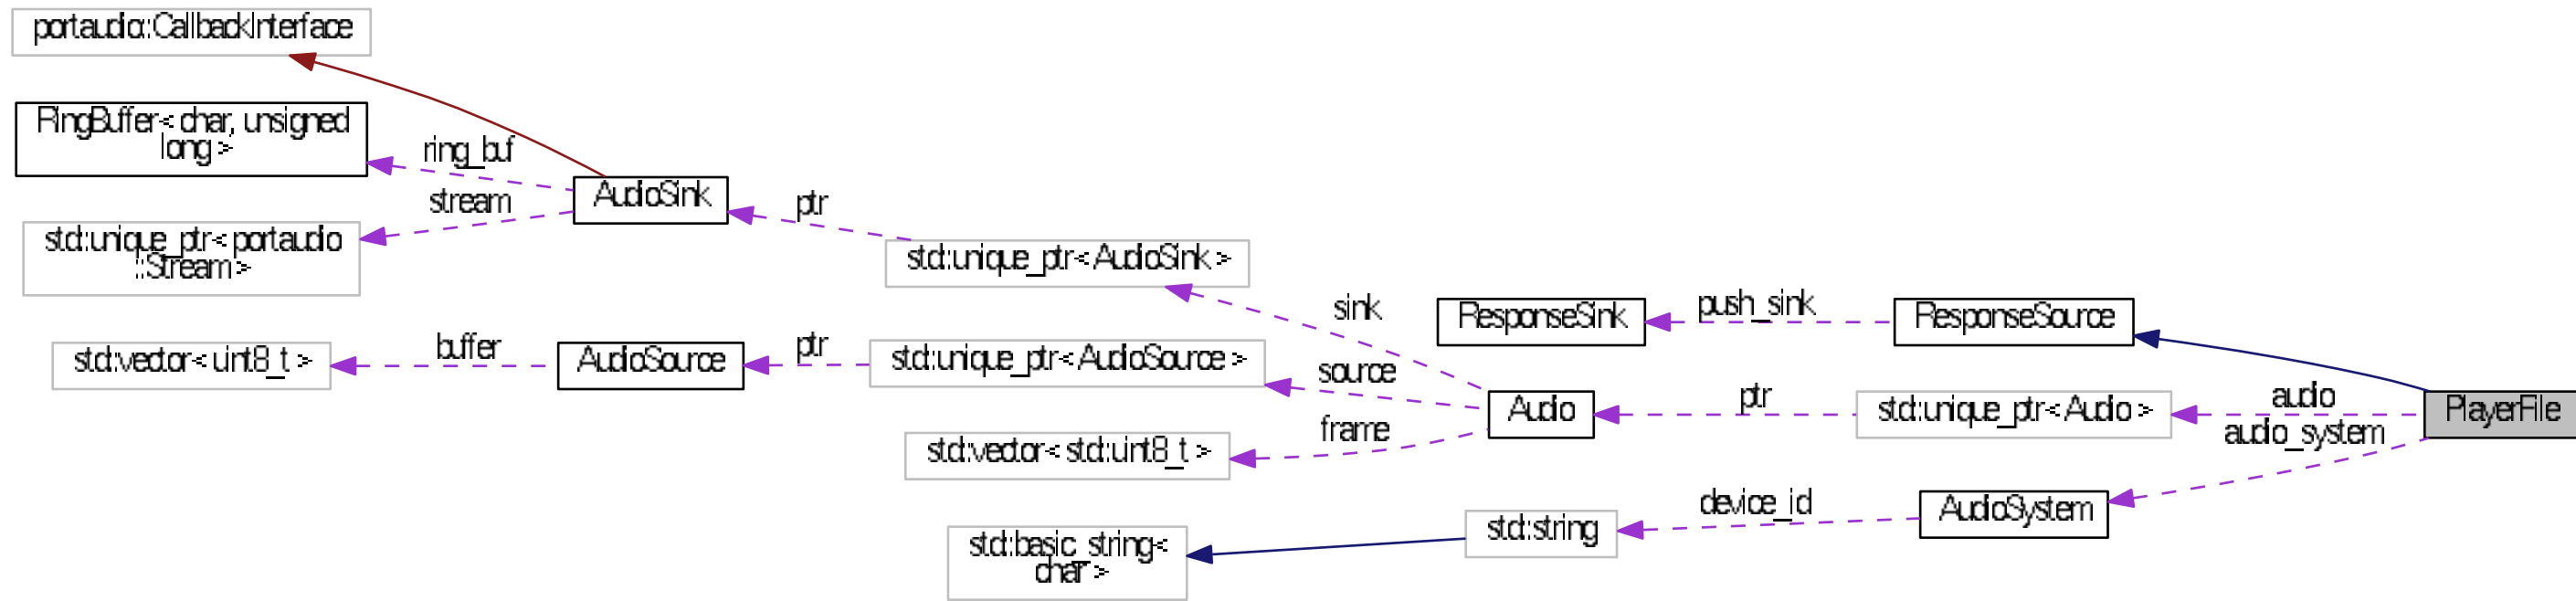 portaudio::CallbackInterface
RingBuffer< char, unsigned
long >
ring_buf
stream
AudioSink
ptr
std::unique_ptr< portaudio
::Stream >
std::unique_ptr< AudioSink >
sink
ResponseSink
push_sink
ResponseSource
std::vector< uint8_t >
buffer
AudioSource
ptr
std::unique_ptr< AudioSource >
source
Audio
ptr
std::unique_ptr< Audio >
audio
PlayerFile
frame
audio_system
std::vector< std::uint8_t >
device_id
AudioSystem
std::string
std::basic_string<
char >